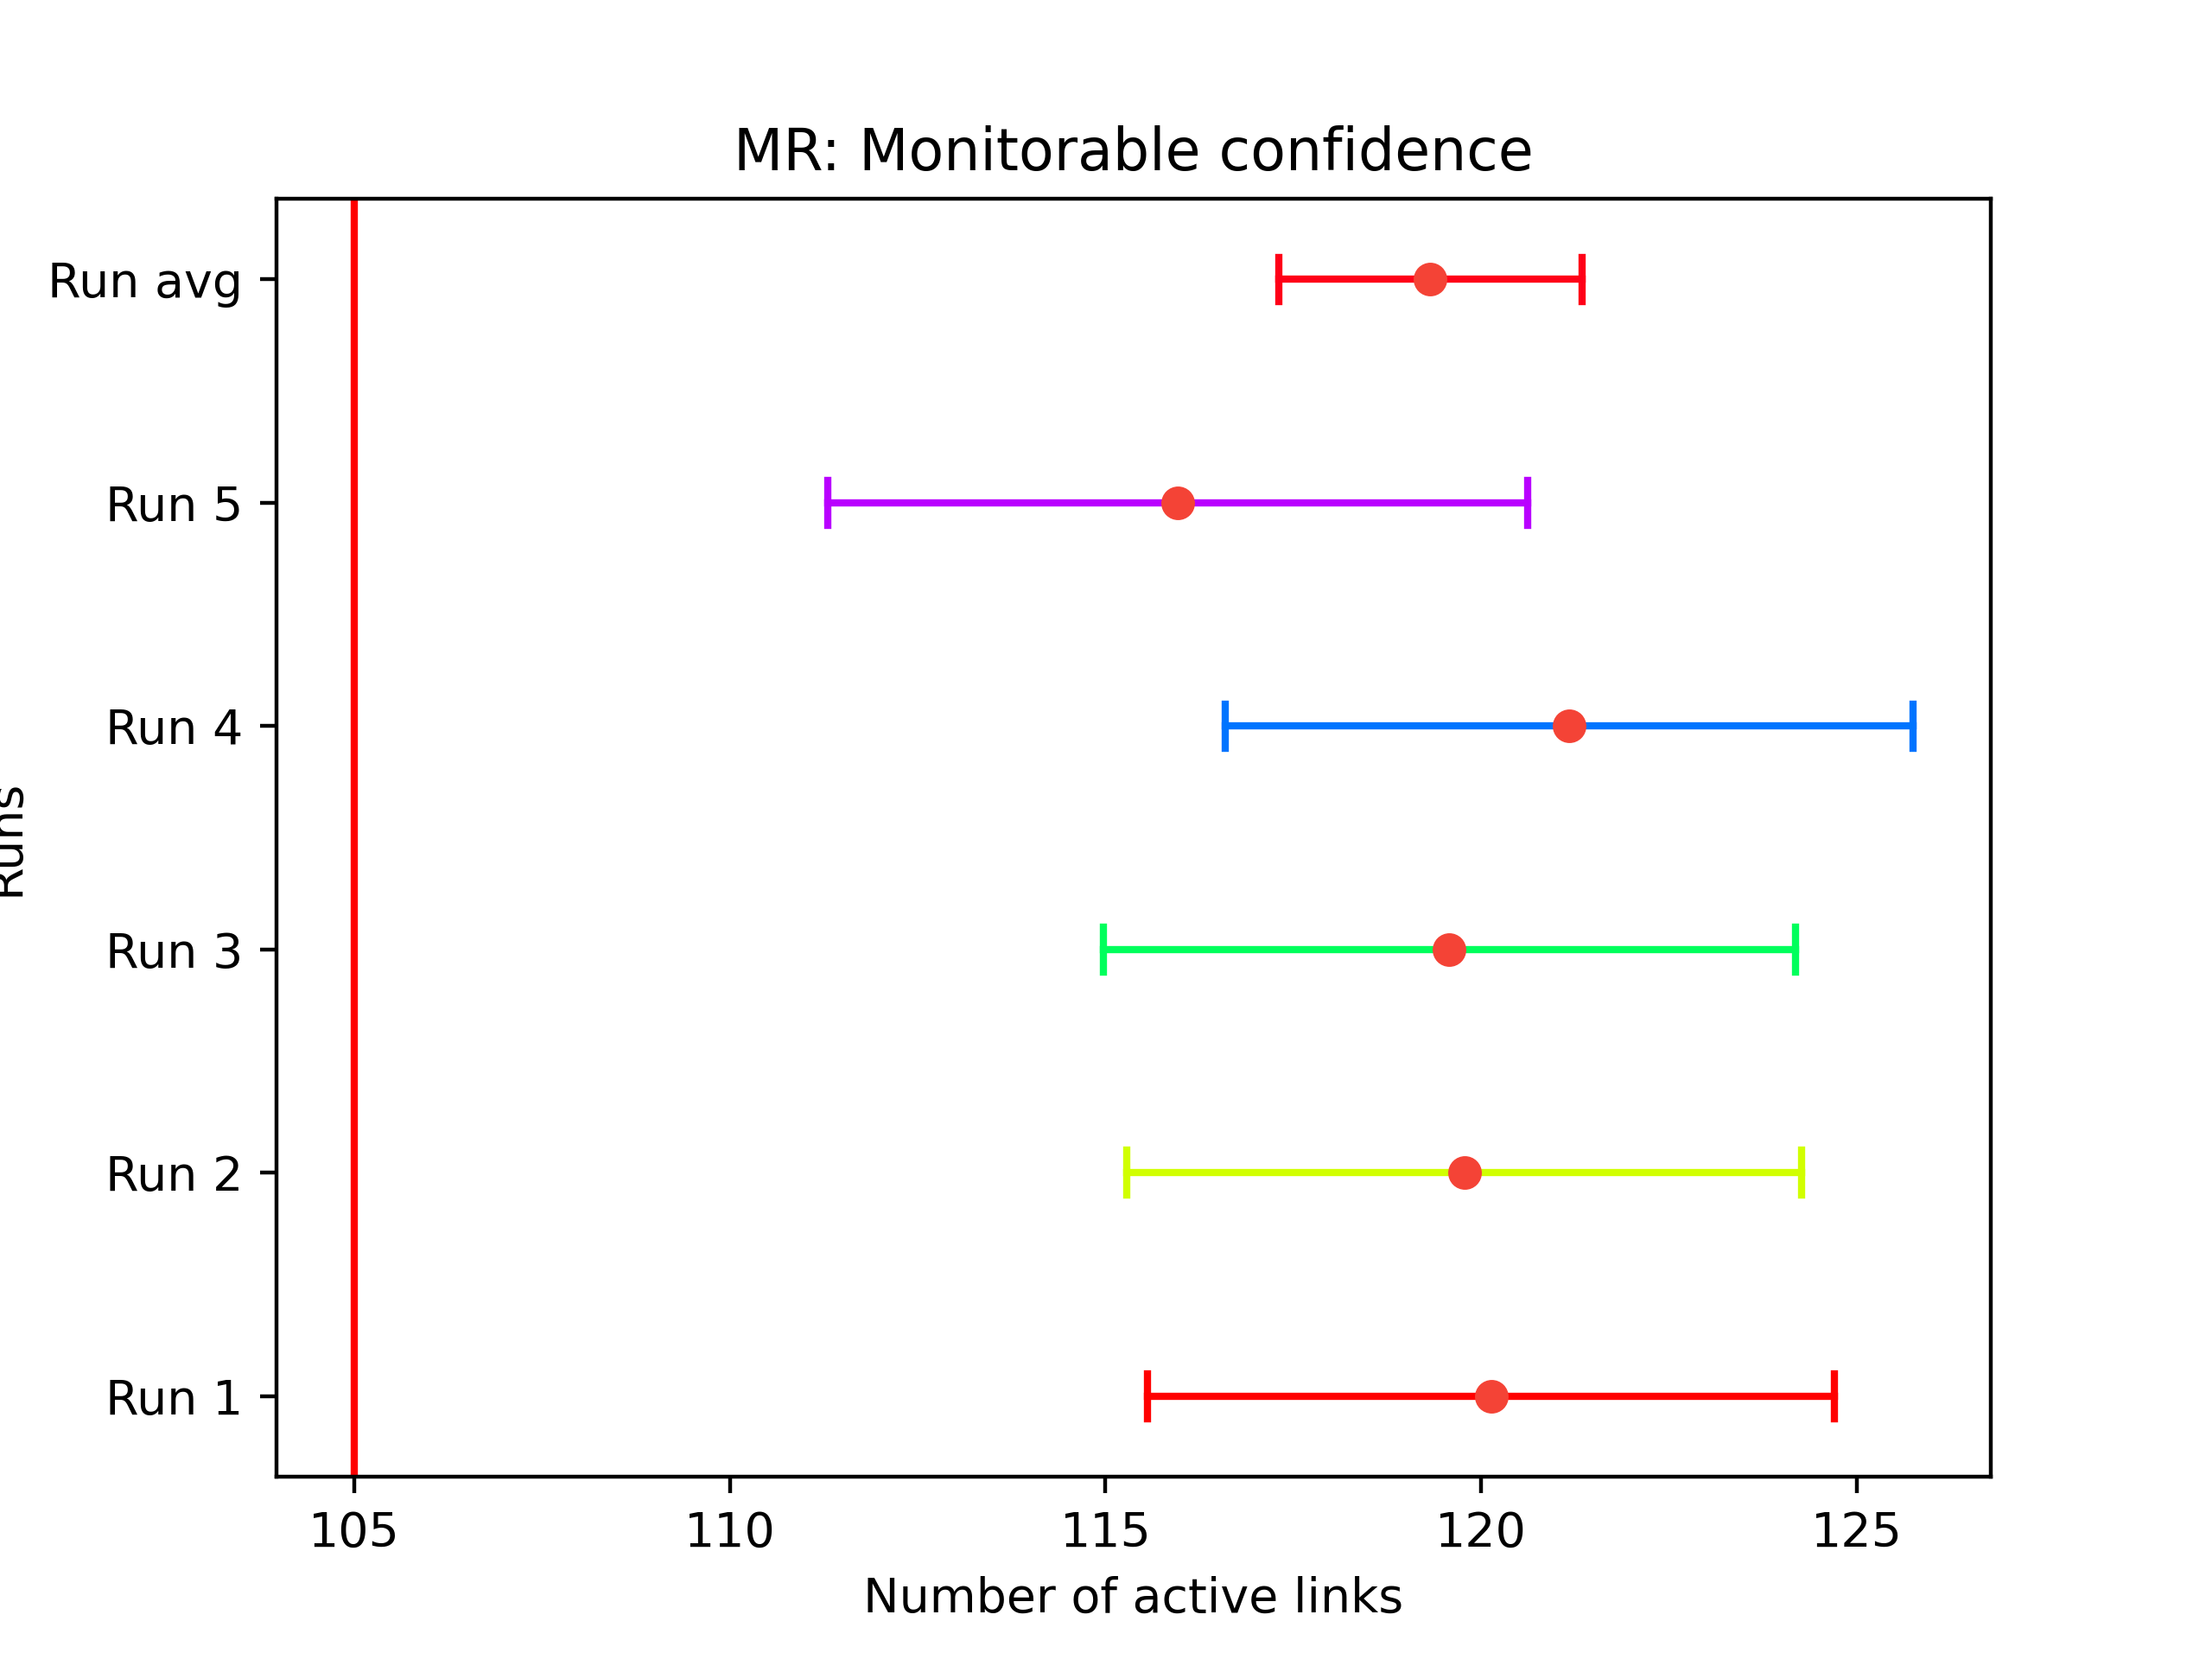 MR: Monitorable confidence
Run avg
Run 5
Run 4
Runs
Run 3
Run 2
Run 1
105 110 115 120 125
Number of active links